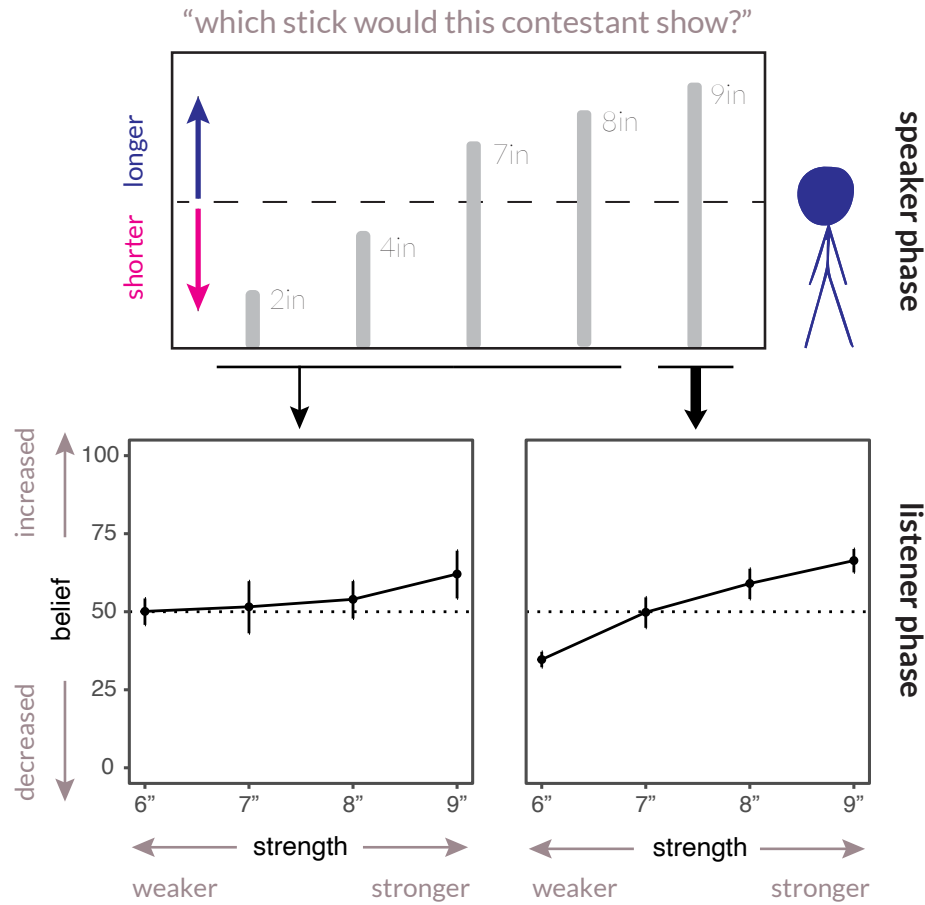 “which stick would this contestant show?”
longer
shorter
2in
4in
7in
8in
9in
speaker phase
increased
belief
decreased
100
75
50
25
0
6”
7”
8”
9”
strength
weaker
stronger
6”
7”
8”
9”
strength
weaker
stronger
listener phase